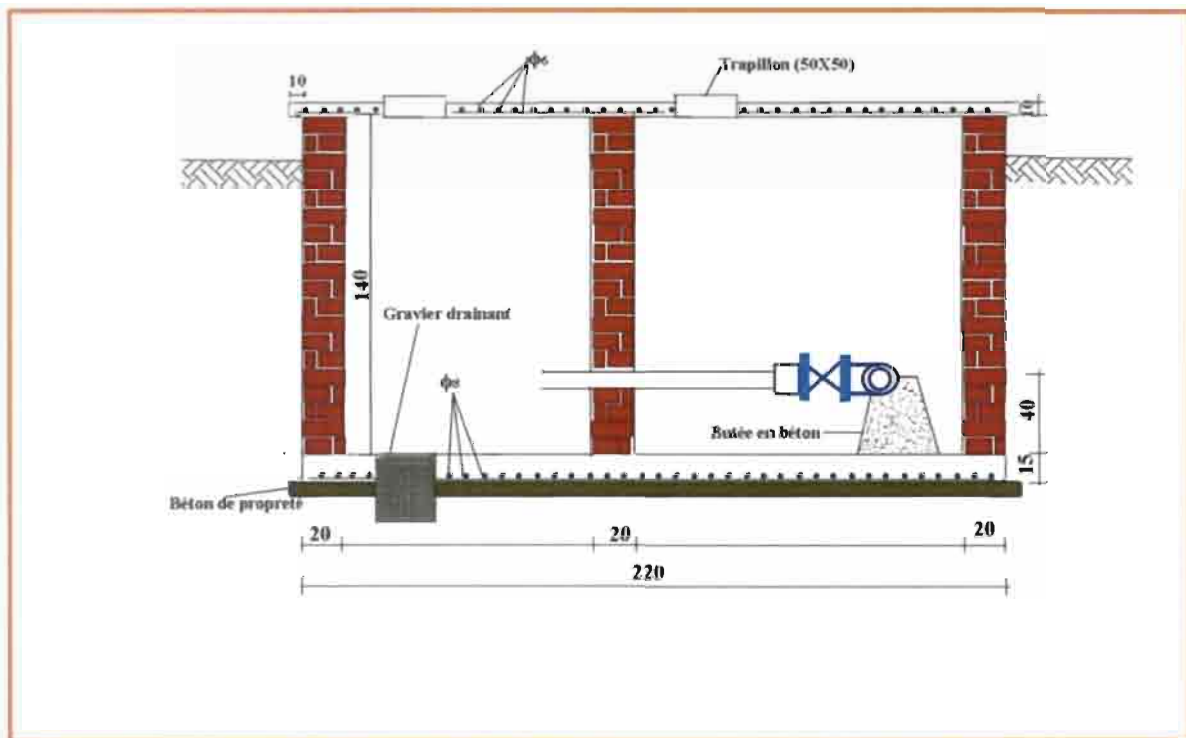 ϕ6
Trapillon (50X50)
10
10
140
Gravier drainant
ϕ8
40
Butée en béton
15
Béton de propreté
20
20
20
220